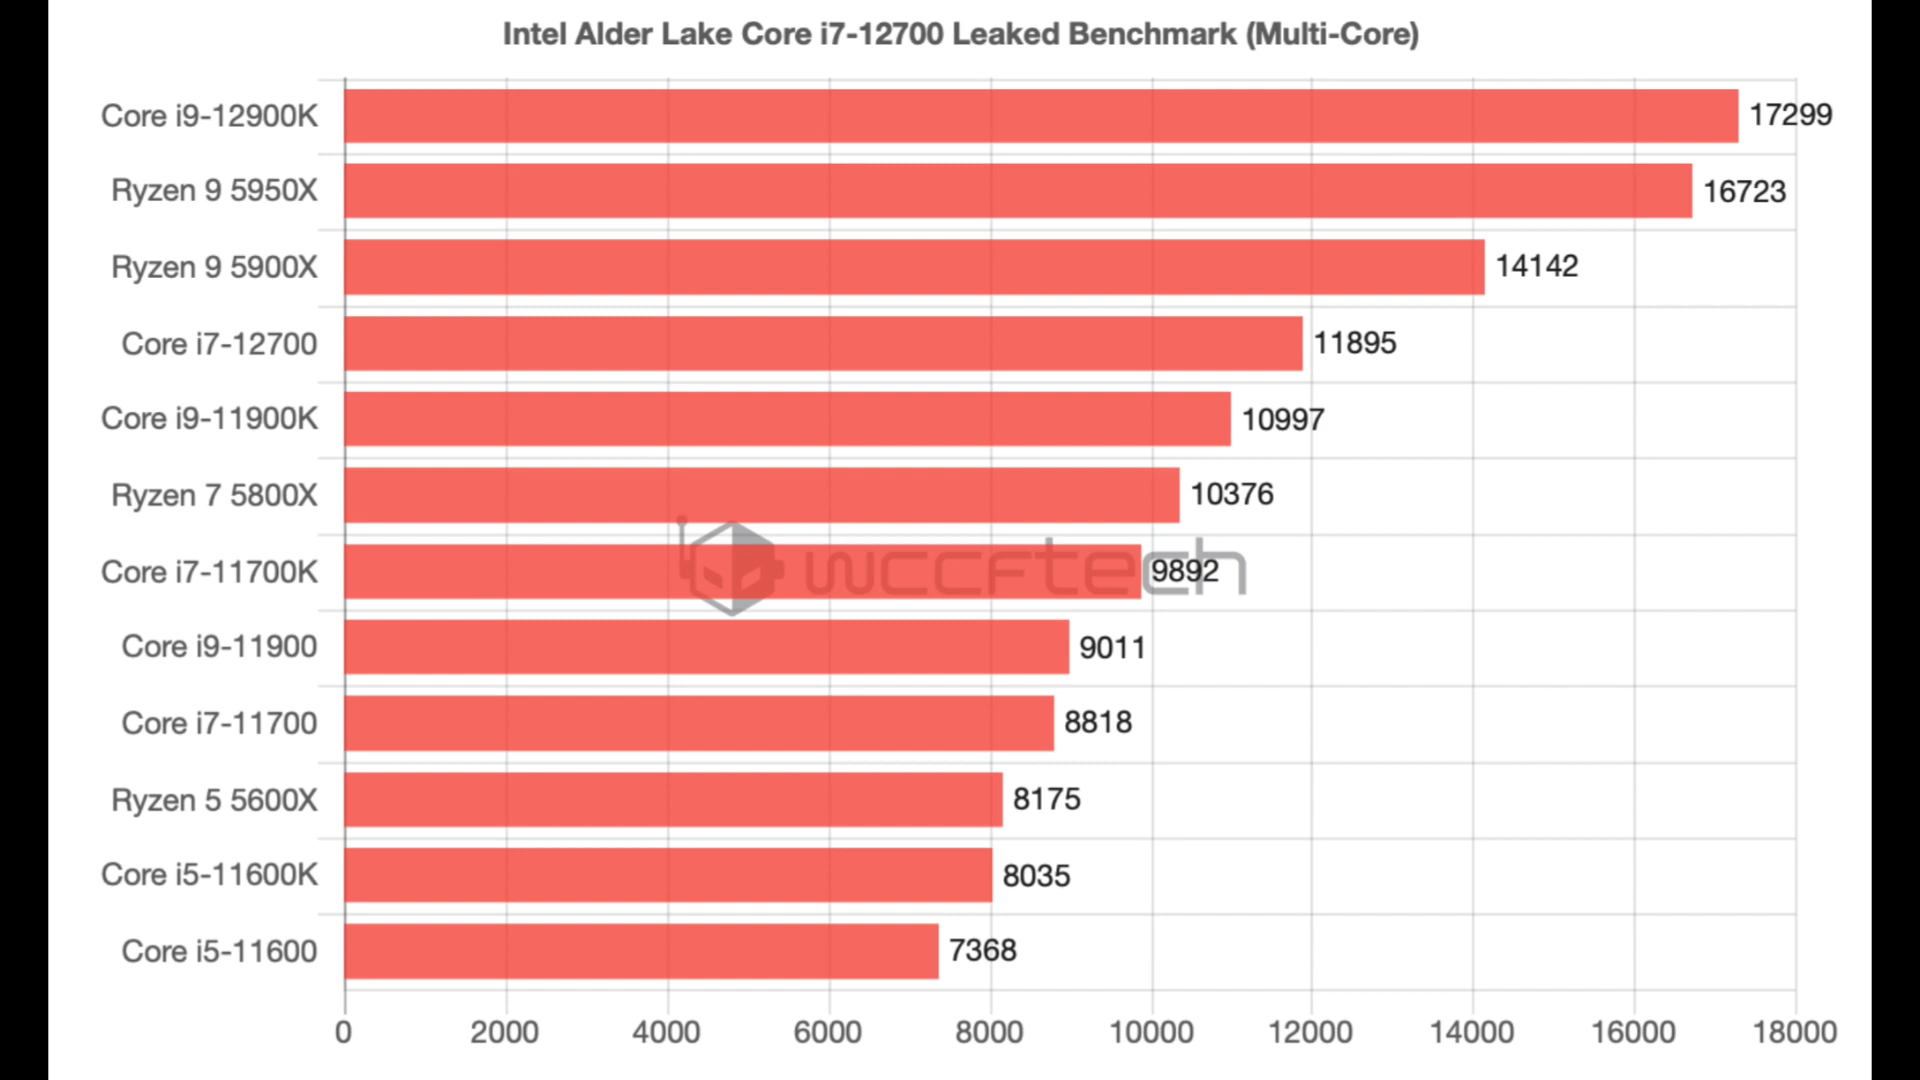 Intel Alder Lake Core i7-12700 Leaked Benchmark (Multi-Core)
Core i9-12900K 17299
Ryzen 9 5950X 16723
Ryzen 9 5900X 14142
Core i7-12700 11895
Core i9-11900K 10997
Ryzen 7 5800X 10376
Core i7-11700K 9892
wccftech
Core i9-11900 9011
Core i7-11700 8818
Ryzen 5 5600X 8175
Core i5-11600K 8035
Core i5-11600 7368
0 2000 4000 6000 8000 10000 12000 14000 16000 18000